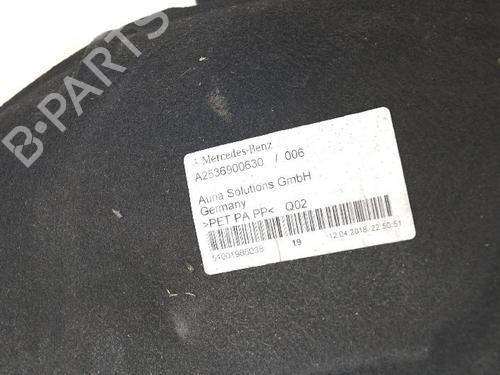 B-PARTS
Mercedes-Benz
A2536900630 / 006
Auria Solutions GmbH
Germany
>PET PA PP< Q02
51001985038 19 12.04.2018 22:50:51